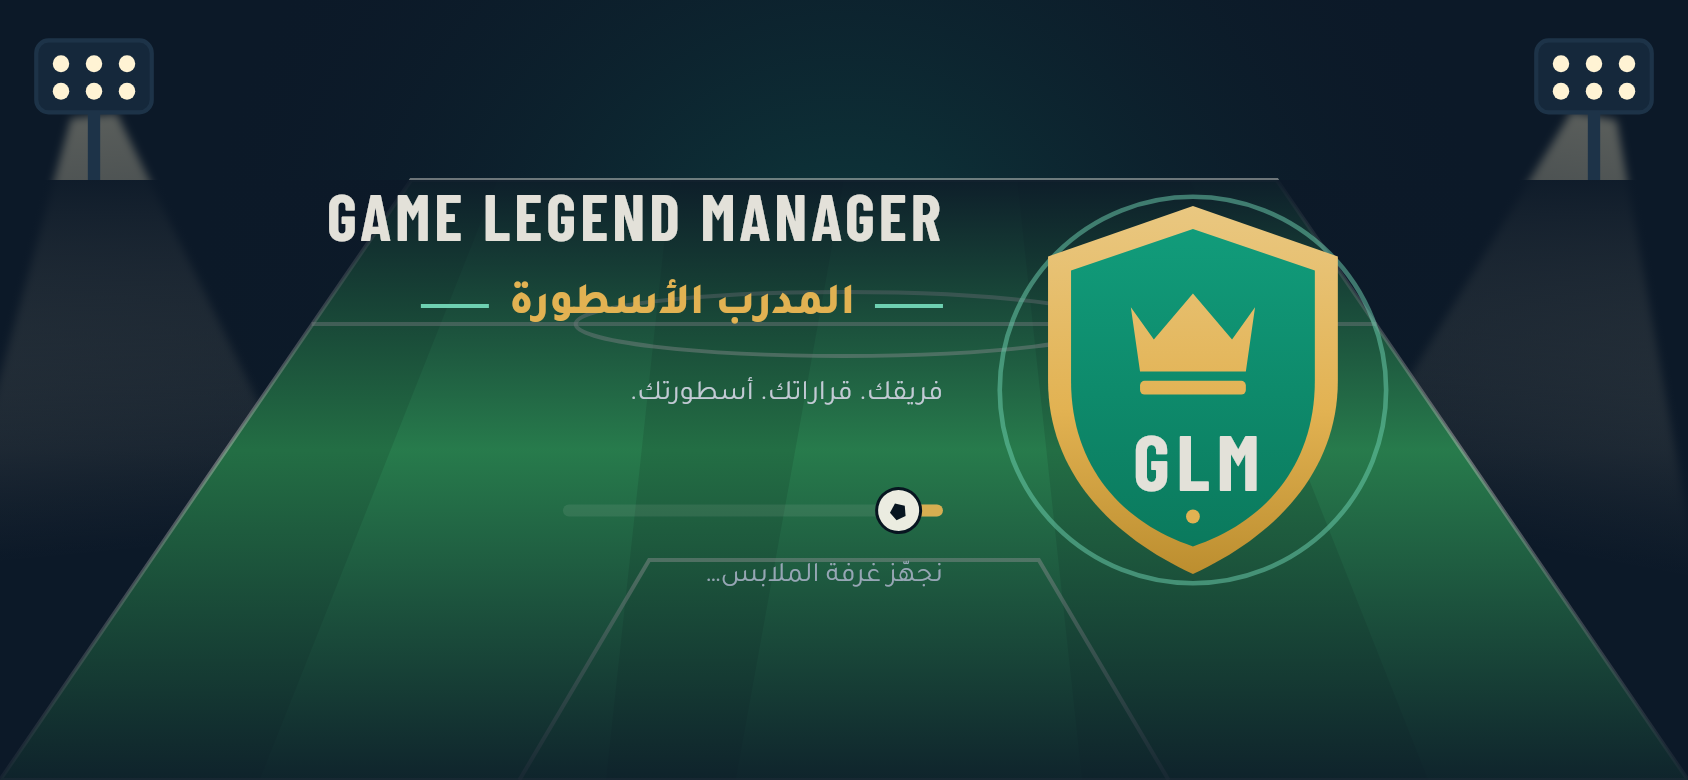 GAME LEGEND MANAGER
المدرب الأسطورة
فريقك. قراراتك. أسطورتك.
نجهّز غرفة الملابس...
GLM